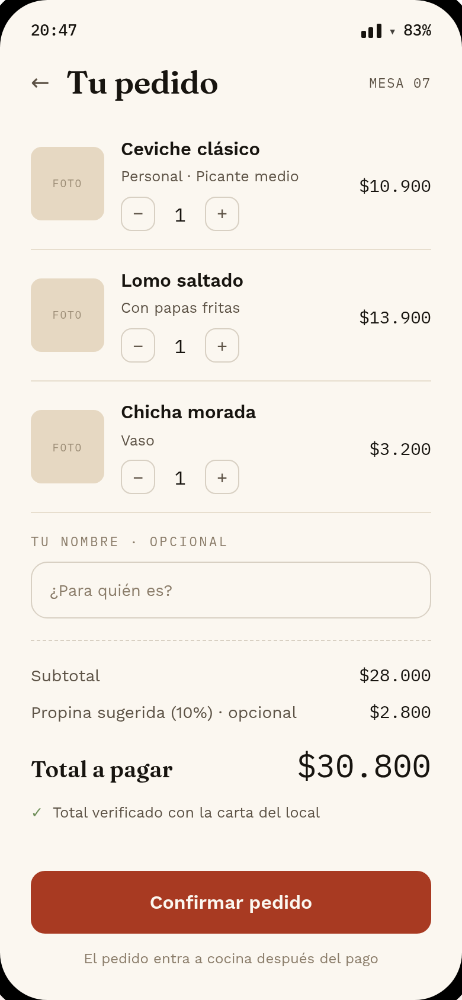 20:47 ▾ 83%
← Tu pedido MESA 07
Ceviche clásico
FOTO Personal · Picante medio $10.900
− 1 +
Lomo saltado
FOTO Con papas fritas $13.900
− 1 +
Chicha morada
FOTO Vaso $3.200
− 1 +
TU NOMBRE · OPCIONAL
¿Para quién es?
Subtotal $28.000
Propina sugerida (10%) · opcional $2.800
Total a pagar $30.800
✓ Total verificado con la carta del local
Confirmar pedido
El pedido entra a cocina después del pago